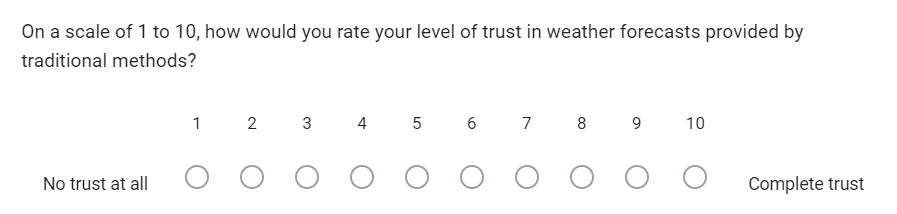 On a scale of 1 to 10, how would you rate your level of trust in weather forecasts provided by
traditional methods?
1 2 3 4 5 6 7 8 9 10
No trust at all Complete trust